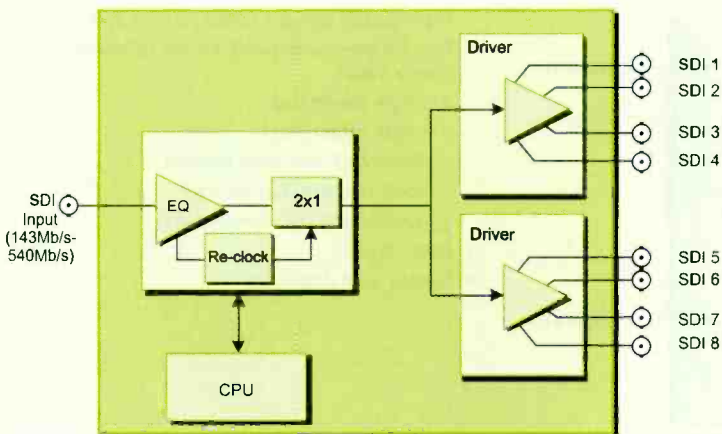 SDI
Input
(143Mb/s-
540Mb/s)
EQ
2x1
Re-clock
CPU
Driver
SDI 1
SDI 2
SDI 3
SDI 4
Driver
SDI 5
SDI 6
SDI 7
SDI 8